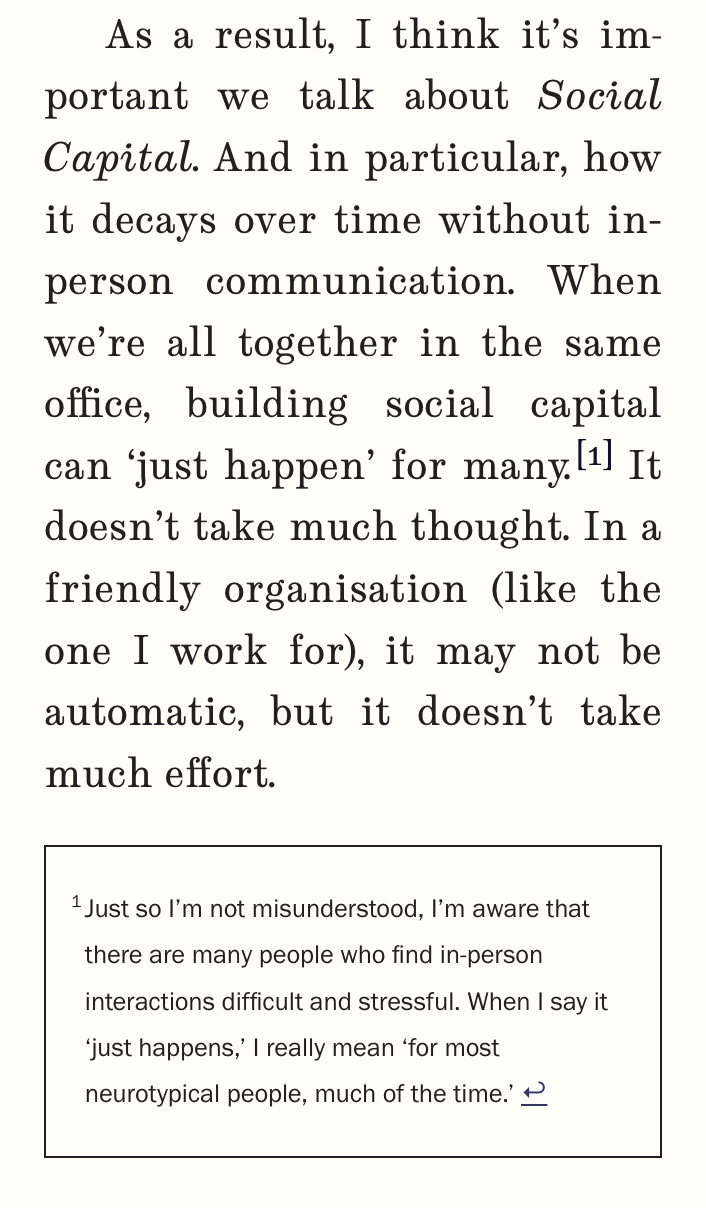 As a result, I think it’s im-
portant we talk about Social
Capital. And in particular, how
it decays over time without in-
person communication. When
we’re all together in the same
office, building social capital
can ‘just happen’ for many.[1] It
doesn’t take much thought. In a
friendly organisation (like the
one I work for), it may not be
automatic, but it doesn’t take
much effort.
1 Just so I’m not misunderstood, I’m aware that
there are many people who find in-person
interactions difficult and stressful. When I say it
‘just happens,’ I really mean ‘for most
neurotypical people, much of the time.’ ↩